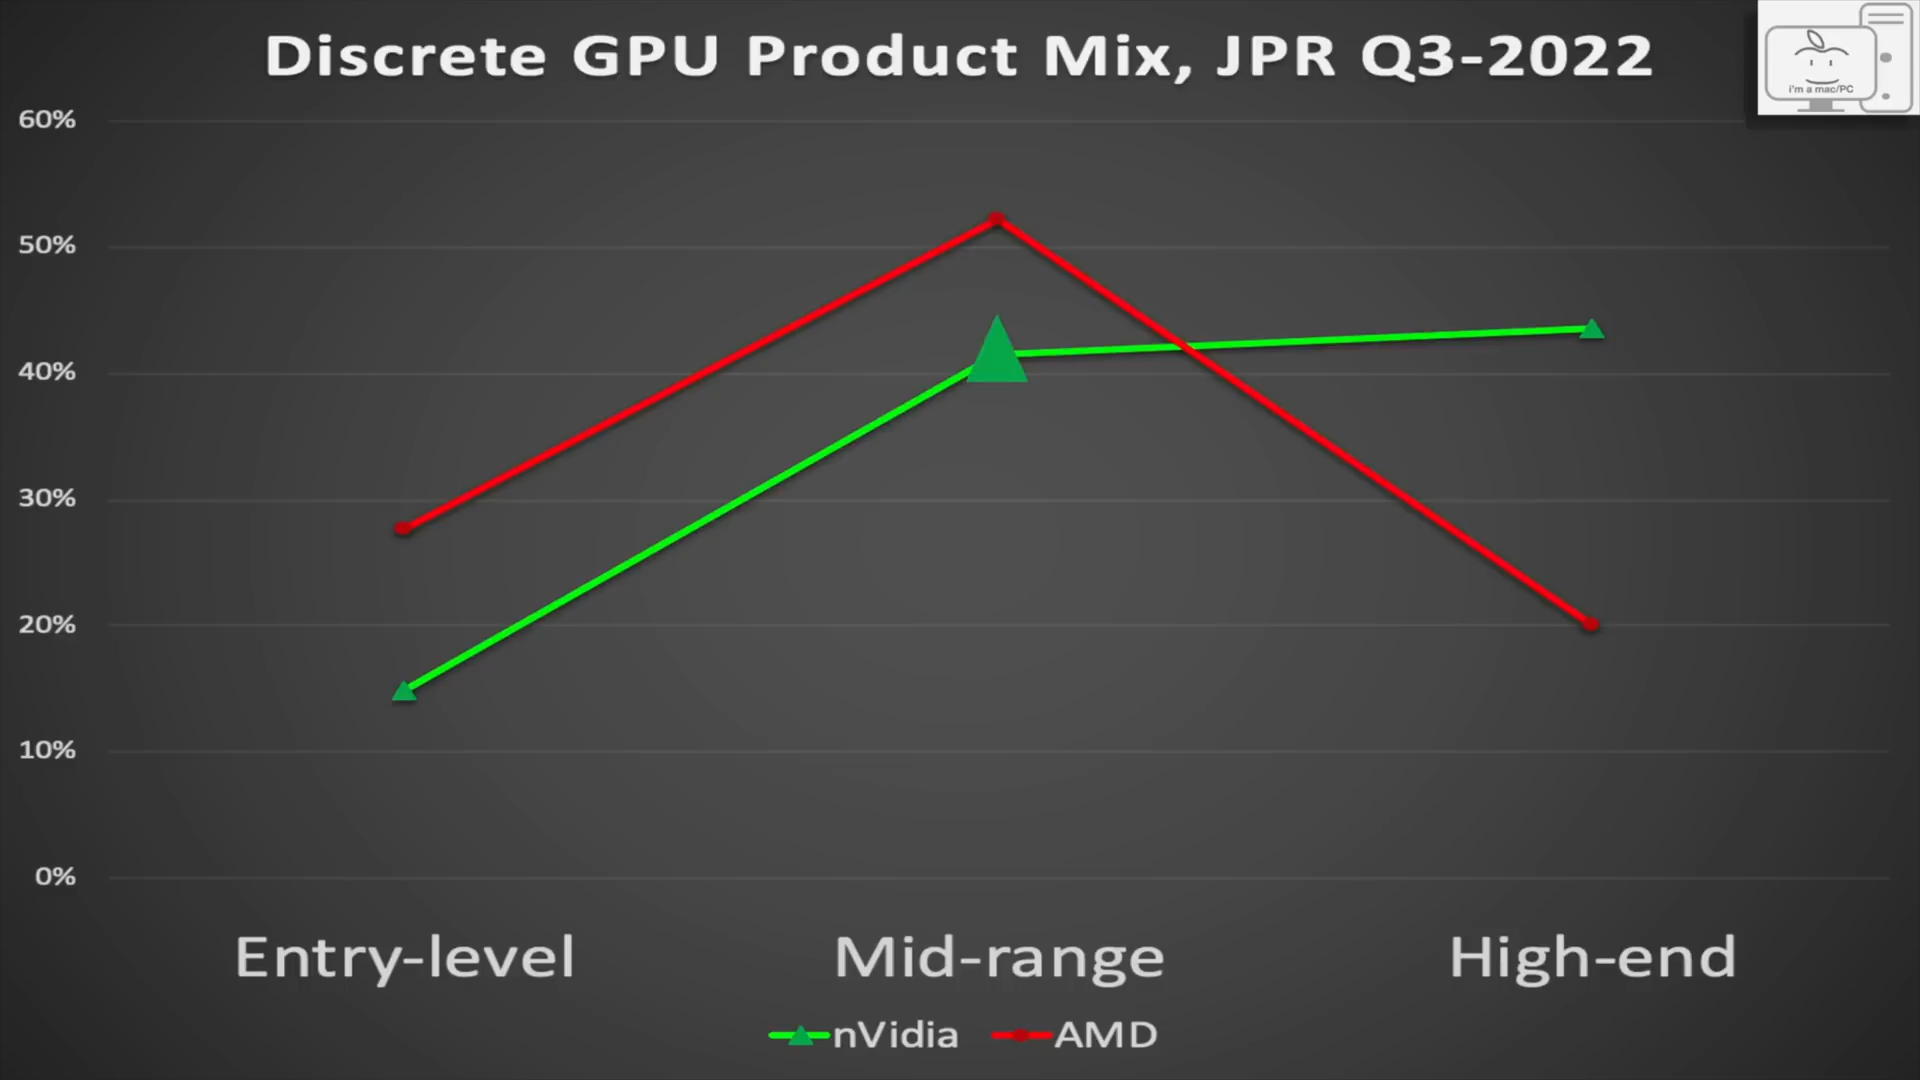 Discrete GPU Product Mix, JPR Q3-2022
i'm a mac/PC
60%
50%
40%
30%
20%
10%
0%
Entry-level Mid-range High-end
nVidia AMD